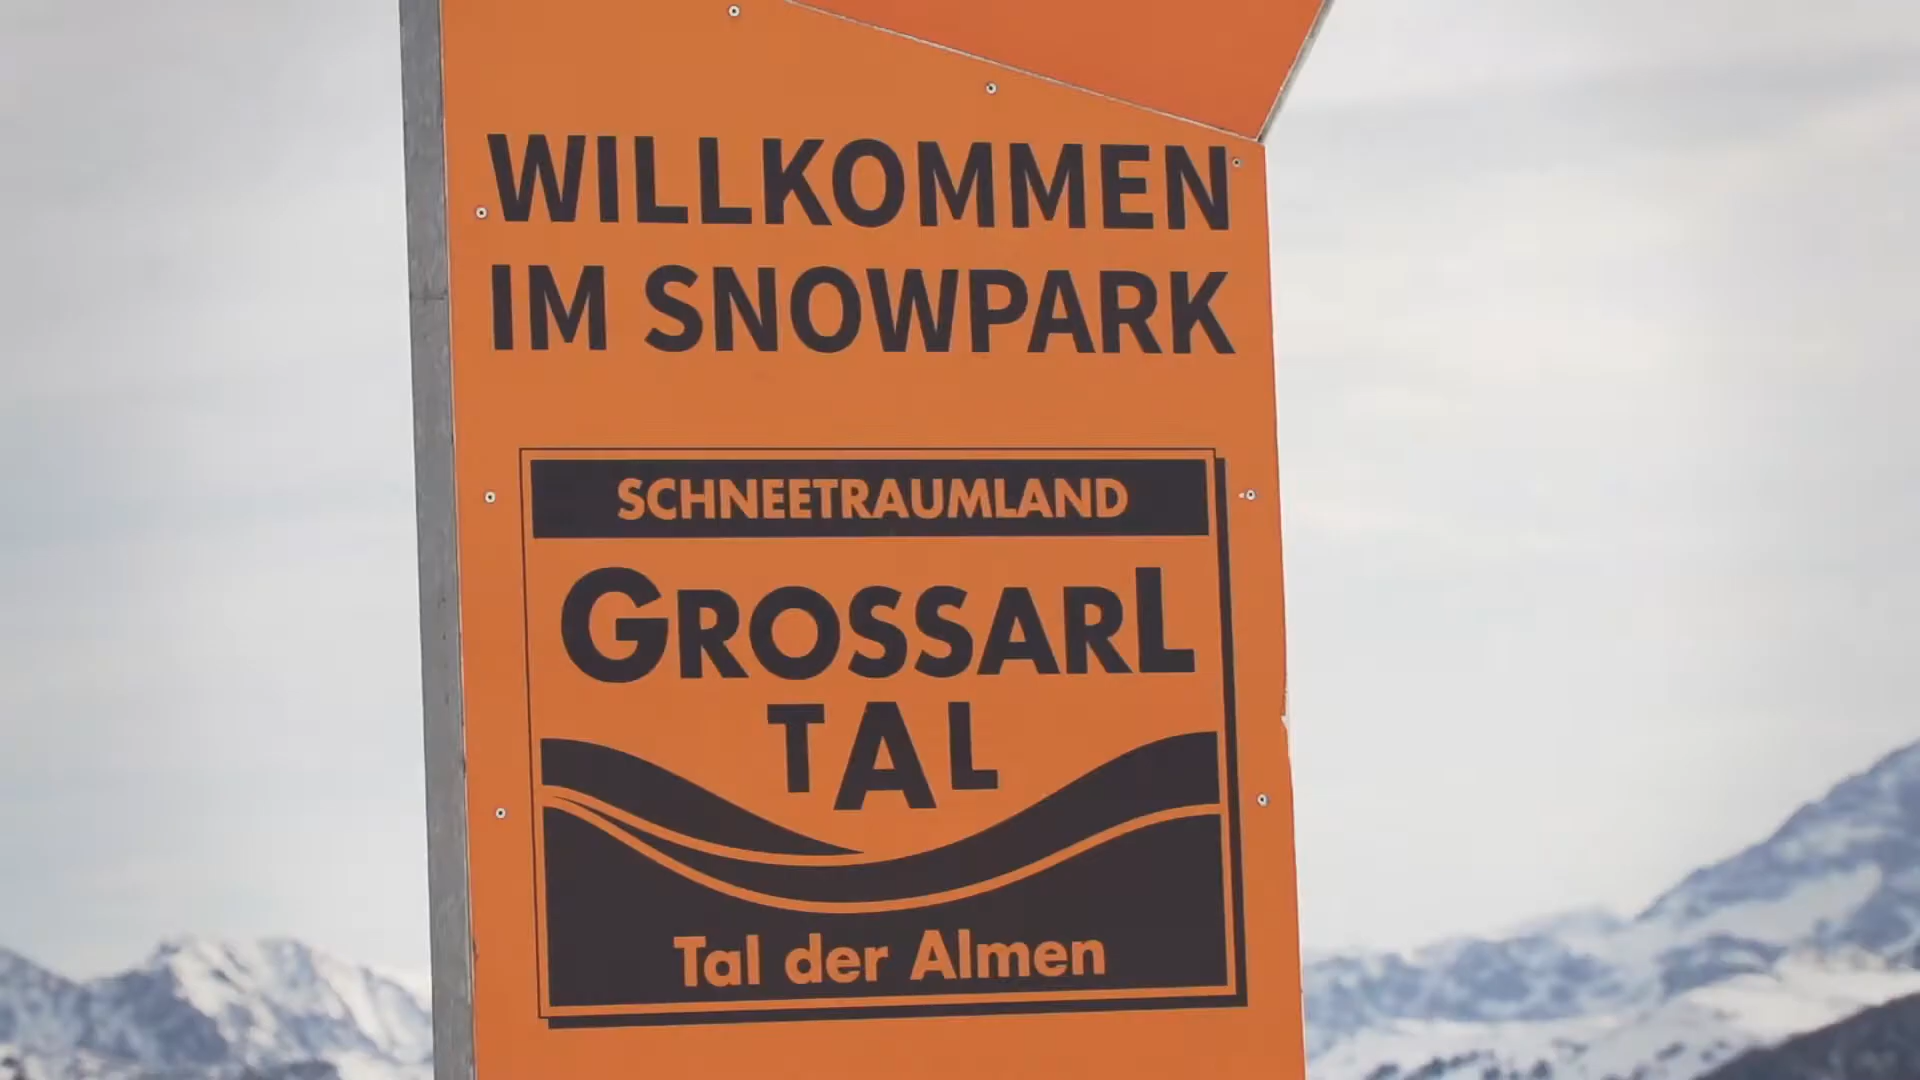 WILLKOMMEN
IM SNOWPARK
SCHNEETRAUMLAND
GROSSARL
TAL
Tal der Almen